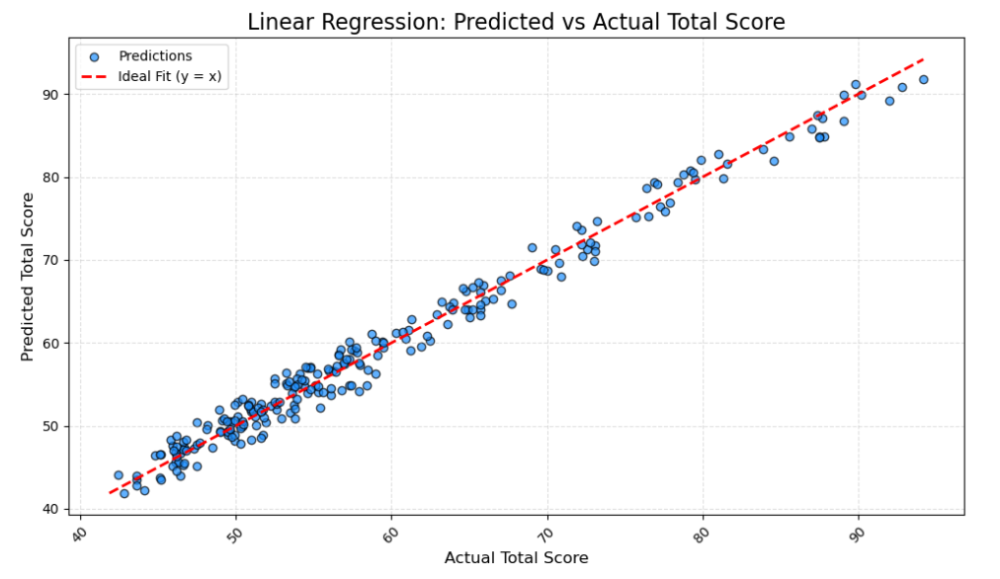 Linear Regression: Predicted vs Actual Total Score
Predictions
Ideal Fit (y = x)
Predicted Total Score
90
80
70
60
50
40
40
50
60
70
80
90
Actual Total Score